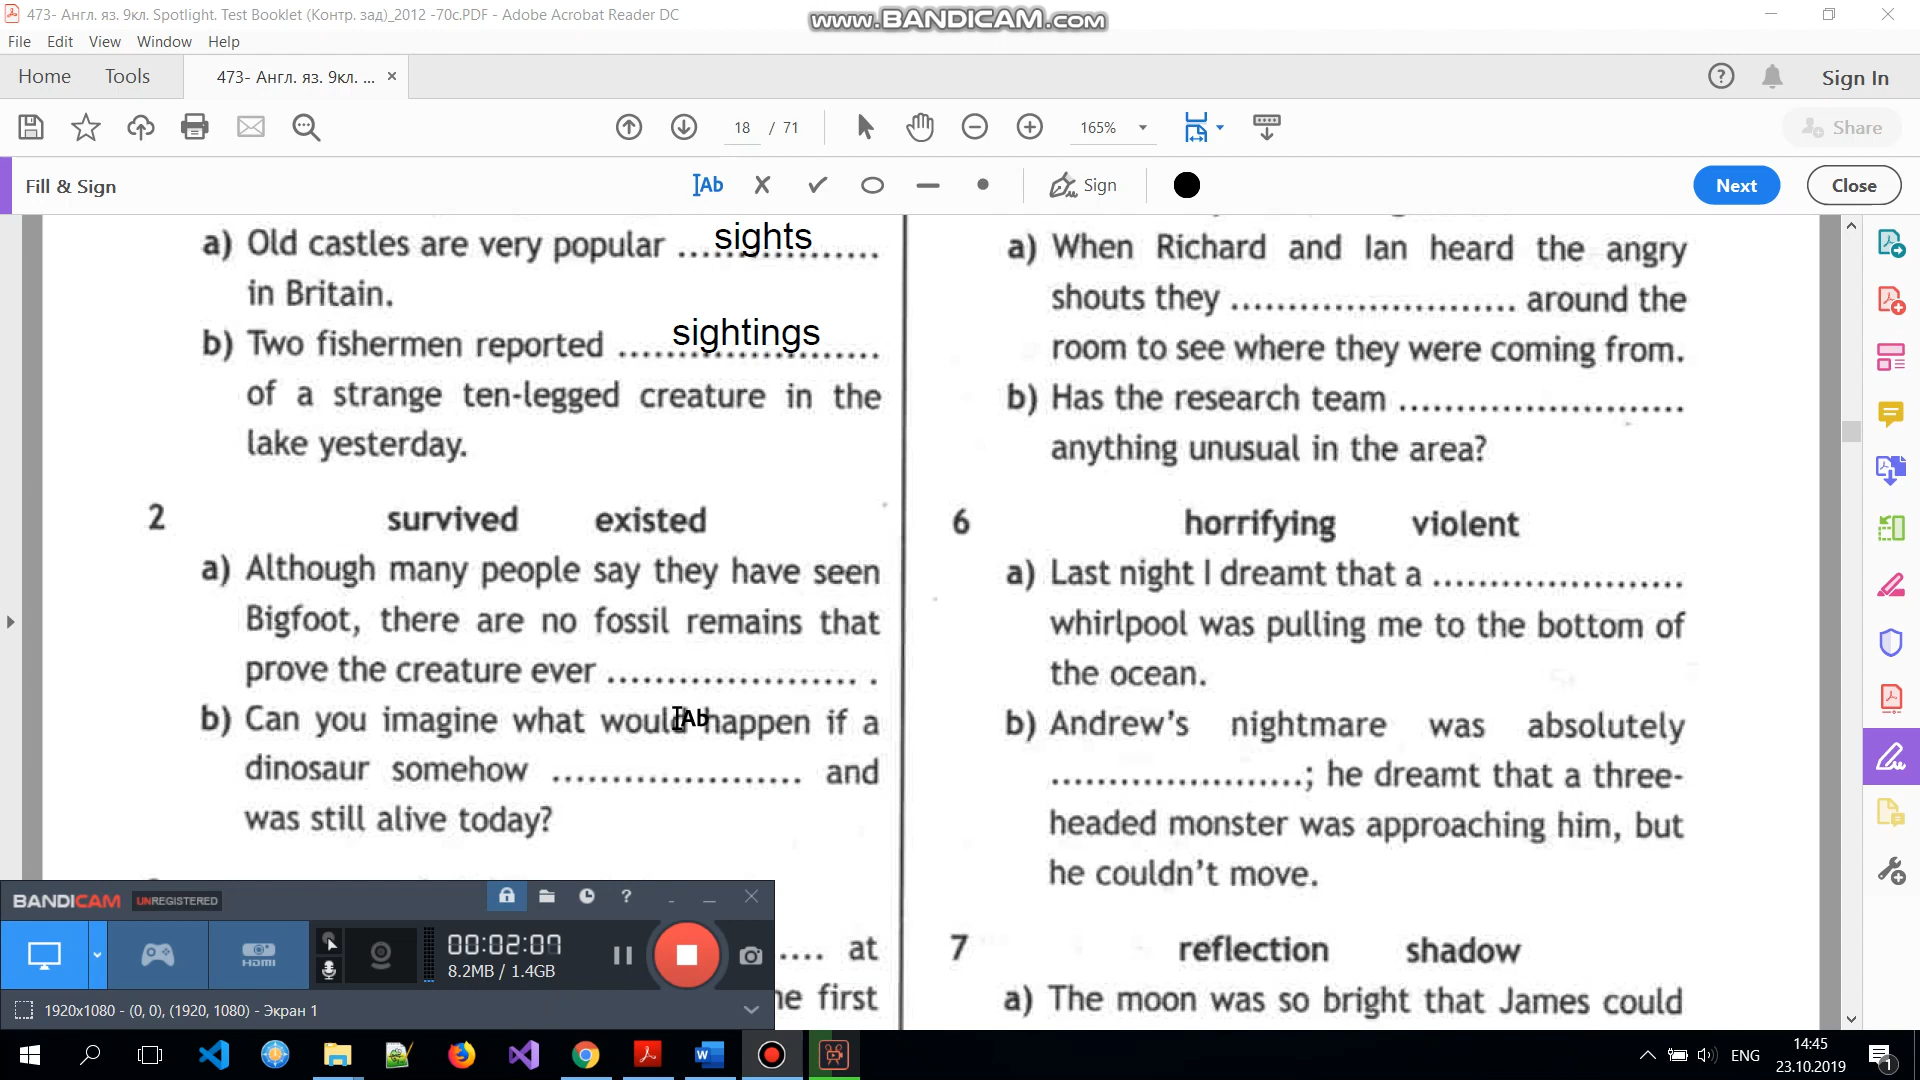 473- Англ. яз. 9кл. Spotlight. Test Booklet (Контр. зад)_2012 -70с.PDF - Adobe Acrobat Reader DC
www.BANDICAM.com
File Edit View Window Help
Home Tools 473- Англ. яз. 9кл. ... Sign In
18 / 71 165% Share
Fill & Sign Ab Sign Next Close
a) Old castles are very popular sights
in Britain.
b) Two fishermen reported sightings
of a strange ten-legged creature in the
lake yesterday.
2 survived existed
a) Although many people say they have seen
Bigfoot, there are no fossil remains that
prove the creature ever ..................... .
b) Can you imagine what would happen if a
Ab
dinosaur somehow ..................... and
was still alive today?
.... at
he first
a) When Richard and Ian heard the angry
shouts they ........................ around the
room to see where they were coming from.
b) Has the research team ........................
anything unusual in the area?
6 horrifying violent
a) Last night I dreamt that a .....................
whirlpool was pulling me to the bottom of
the ocean.
b) Andrew's nightmare was absolutely
.....................; he dreamt that a three-
headed monster was approaching him, but
he couldn't move.
7 reflection shadow
a) The moon was so bright that James could
BANDICAM UNREGISTERED
HDMI
00:02:07
8.2MB / 1.4GB
1920x1080 - (0, 0), (1920, 1080) - Экран 1
ENG
14:45
23.10.2019
1